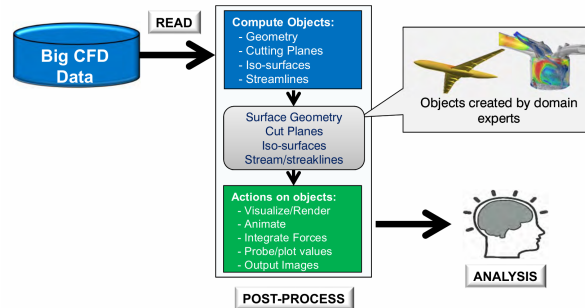 READ
Big CFD
Data
Compute Objects:
- Geometry
- Cutting Planes
- Iso-surfaces
- Streamlines
Surface Geometry
Cut Planes
Iso-surfaces
Stream/streaklines
Objects created by domain
experts
Actions on objects:
- Visualize/Render
- Animate
- Integrate Forces
- Probe/plot values
- Output Images
ANALYSIS
POST-PROCESS